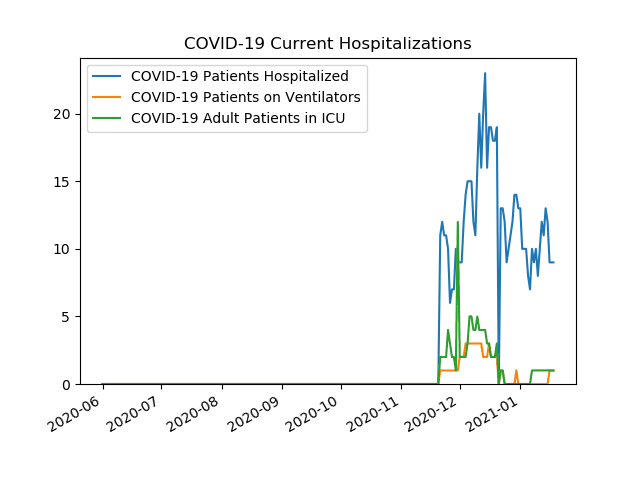 COVID-19 Current Hospitalizations
COVID-19 Patients Hospitalized
COVID-19 Patients on Ventilators
COVID-19 Adult Patients in ICU
20
15
10
5
0
2020-06 2020-07 2020-08 2020-09 2020-10 2020-11 2020-12 2021-01